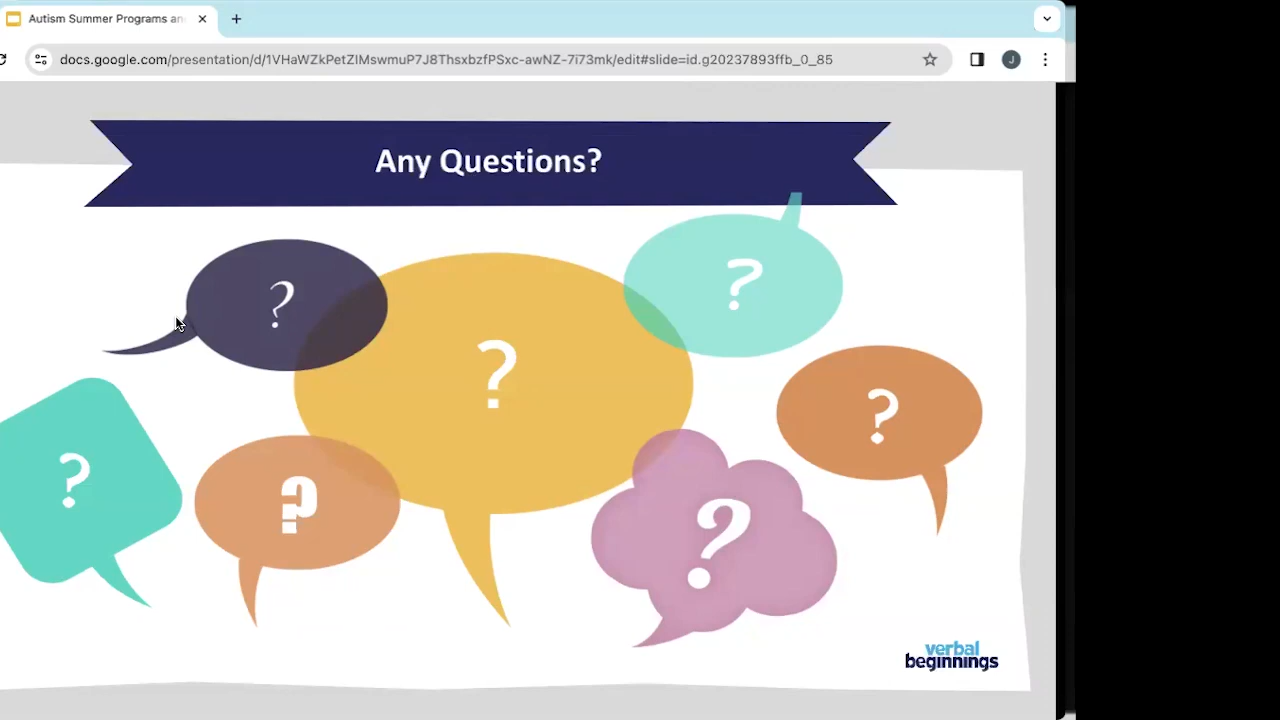 Autism Summer Programs an
J
docs.google.com/presentation/d/1VHaWZkPetZIMswmuP7J8ThsxbzfPSxc-awNZ-7i73mk/edit#slide=id.g20237893ffb_0_85
Any Questions?
?
?
?
?
?
?
?
verbal
beginnings